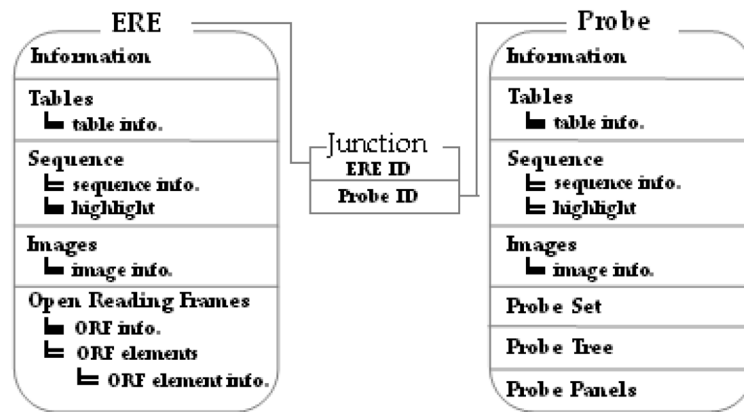 ERE
Information
Tables
table info.
Sequence
sequence info.
highlight
Images
image info.
Open Reading Frames
ORF info.
ORF elements
ORF element info.
Junction
ERE ID
Probe ID
Probe
Information
Tables
table info.
Sequence
sequence info.
highlight
Images
image info.
Probe Set
Probe Tree
Probe Panels